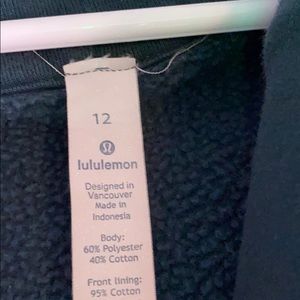 12
lululemon
Designed in
Vancouver
Made in
Indonesia
Body:
60% Polyester
40% Cotton
Front lining:
95% Cotton